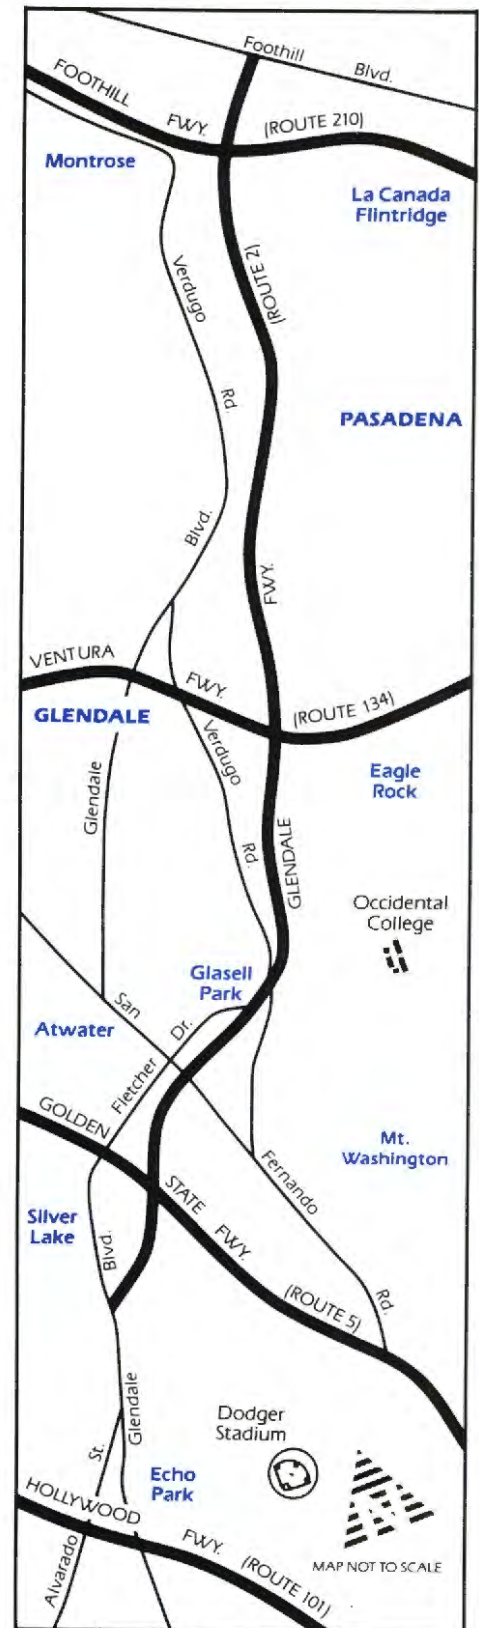 Foothill Blvd.
FOOTHILL FWY. (ROUTE 210)
Montrose
La Canada
Flintridge
Verdugo Rd.
(ROUTE 2)
PASADENA
Blvd.
FWY.
VENTURA FWY. (ROUTE 134)
GLENDALE
Verdugo Rd.
Eagle
Rock
Glendale
GLENDALE
Occidental
College
Glasell
Park
San
Atwater
Fletcher Dr.
GOLDEN
Mt.
Washington
Fernando
STATE
Silver
Lake
Blvd.
FWY.
(ROUTE 5)
Rd.
Glendale
Dodger
Stadium
St.
Echo
Park
HOLLYWOOD FWY. (ROUTE 101)
Alvarado
MAP NOT TO SCALE